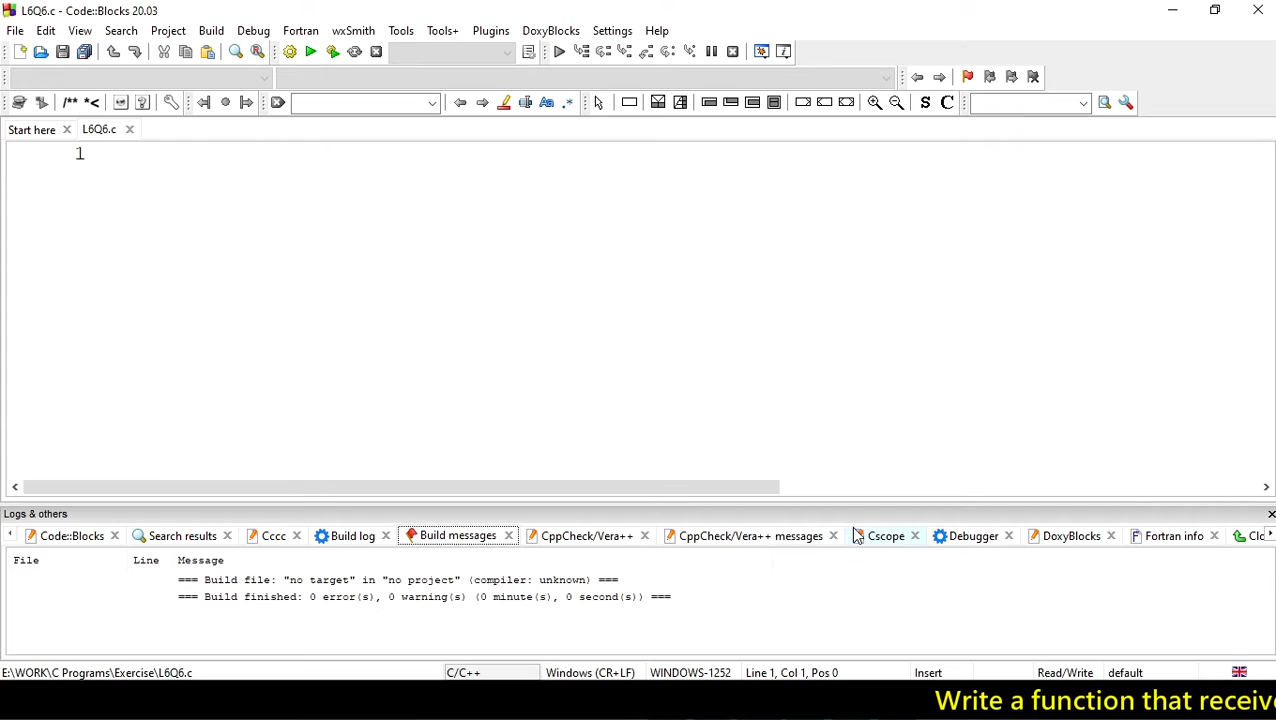 L6Q6.c - Code::Blocks 20.03
File Edit View Search Project Build Debug Fortran wxSmith Tools Tools+ Plugins DoxyBlocks Settings Help
/** *< Aa .* S C
Start here L6Q6.c
1
Logs & others
Code::Blocks Search results Cccc Build log Build messages CppCheck/Vera++ CppCheck/Vera++ messages Cscope Debugger DoxyBlocks Fortran info Clo
File Line Message
=== Build file: "no target" in "no project" (compiler: unknown) ===
=== Build finished: 0 error(s), 0 warning(s) (0 minute(s), 0 second(s)) ===
E:\WORK\C Programs\Exercise\L6Q6.c C/C++ Windows (CR+LF) WINDOWS-1252 Line 1, Col 1, Pos 0 Insert Read/Write default
Write a function that receive